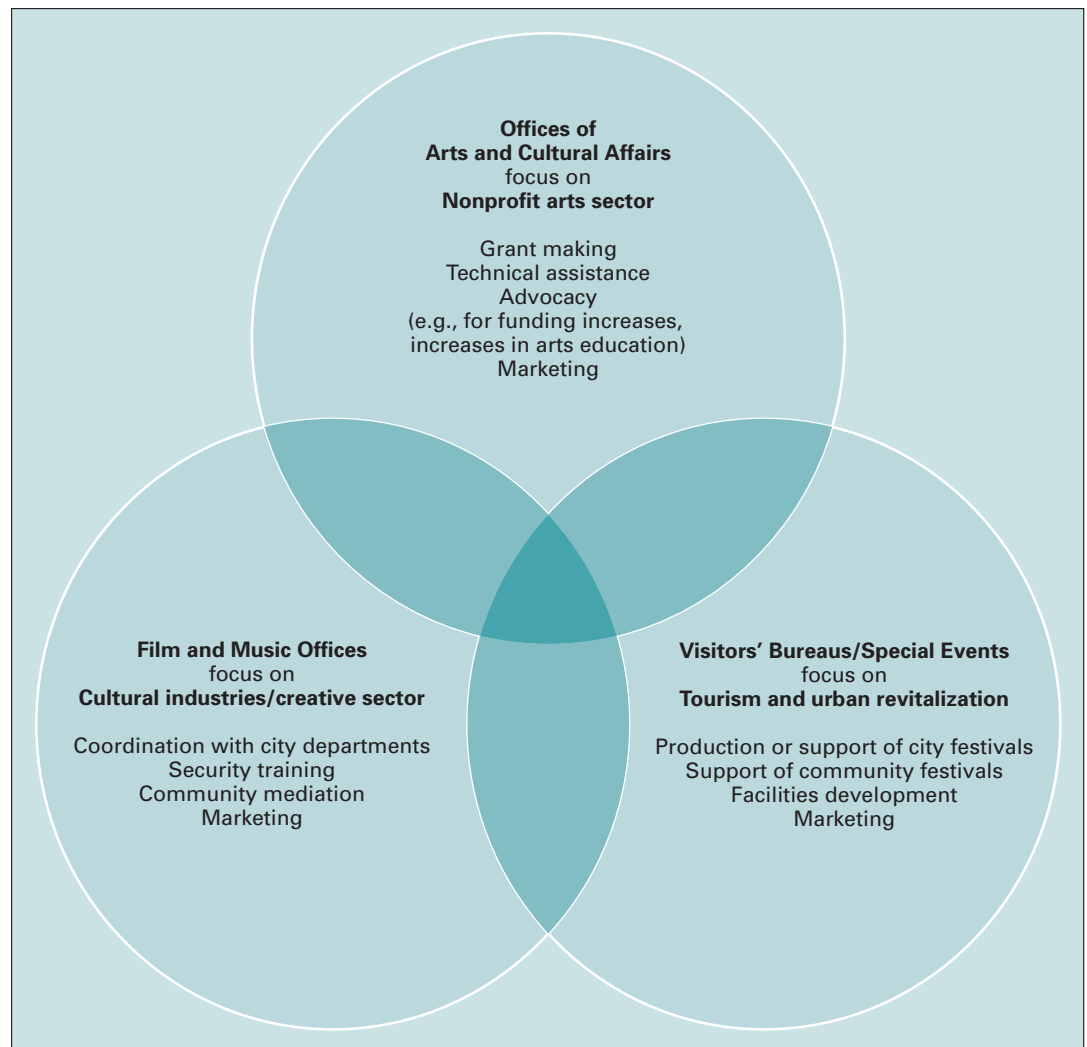 Offices of
Arts and Cultural Affairs
focus on
Nonprofit arts sector
Grant making
Technical assistance
Advocacy
(e.g., for funding increases,
increases in arts education)
Marketing
Film and Music Offices
focus on
Cultural industries/creative sector
Coordination with city departments
Security training
Community mediation
Marketing
Visitors’ Bureaus/Special Events
focus on
Tourism and urban revitalization
Production or support of city festivals
Support of community festivals
Facilities development
Marketing